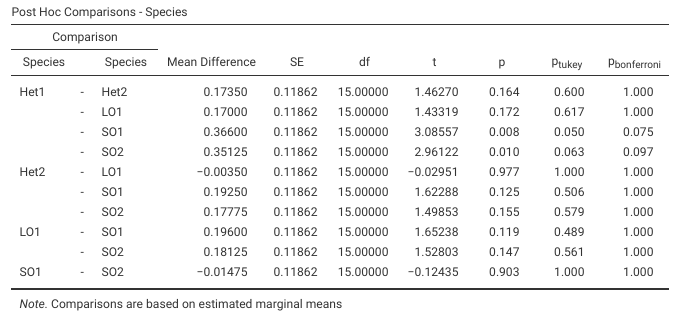 Post Hoc Comparisons - Species
Comparison
Species Species Mean Difference SE df t p ptukey pbonferroni
Het1 - Het2 0.17350 0.11862 15.00000 1.46270 0.164 0.600 1.000
- LO1 0.17000 0.11862 15.00000 1.43319 0.172 0.617 1.000
- SO1 0.36600 0.11862 15.00000 3.08557 0.008 0.050 0.075
- SO2 0.35125 0.11862 15.00000 2.96122 0.010 0.063 0.097
Het2 - LO1 −0.00350 0.11862 15.00000 −0.02951 0.977 1.000 1.000
- SO1 0.19250 0.11862 15.00000 1.62288 0.125 0.506 1.000
- SO2 0.17775 0.11862 15.00000 1.49853 0.155 0.579 1.000
LO1 - SO1 0.19600 0.11862 15.00000 1.65238 0.119 0.489 1.000
- SO2 0.18125 0.11862 15.00000 1.52803 0.147 0.561 1.000
SO1 - SO2 −0.01475 0.11862 15.00000 −0.12435 0.903 1.000 1.000
Note. Comparisons are based on estimated marginal means